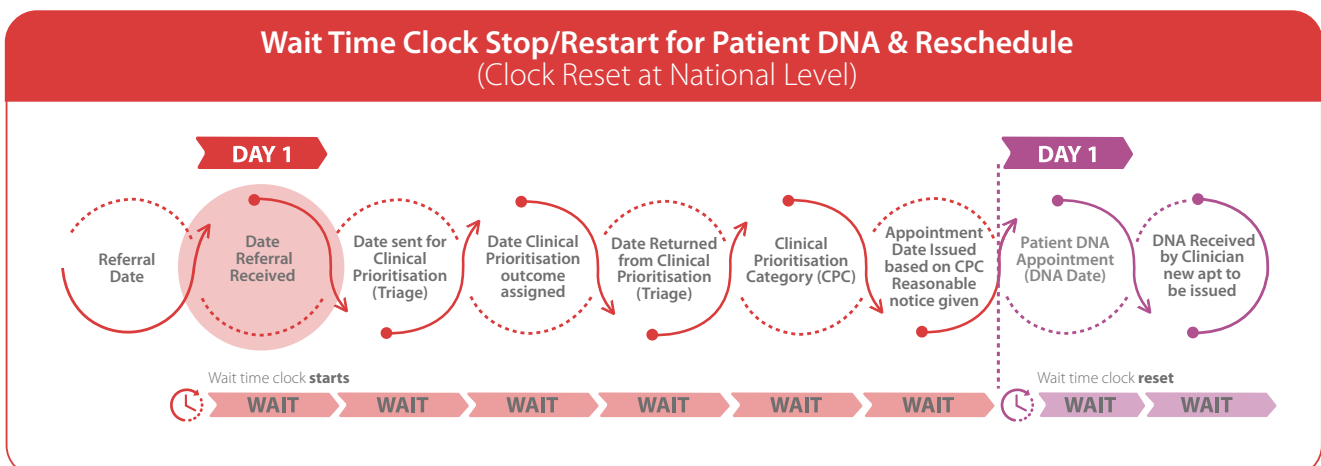 Wait Time Clock Stop/Restart for Patient DNA & Reschedule
(Clock Reset at National Level)
DAY 1
DAY 1
Referral
Date
Date
Referral
Received
Date sent for
Clinical
Prioritisation
(Triage)
Date Clinical
Prioritisation
outcome
assigned
Date Returned
from Clinical
Prioritisation
(Triage)
Clinical
Prioritisation
Category (CPC)
Appointment
Date Issued
based on CPC
Reasonable
notice given
Patient DNA
Appointment
(DNA Date)
DNA Received
by Clinician
new apt to
be issued
Wait time clock starts
Wait time clock reset
WAIT
WAIT
WAIT
WAIT
WAIT
WAIT
WAIT
WAIT